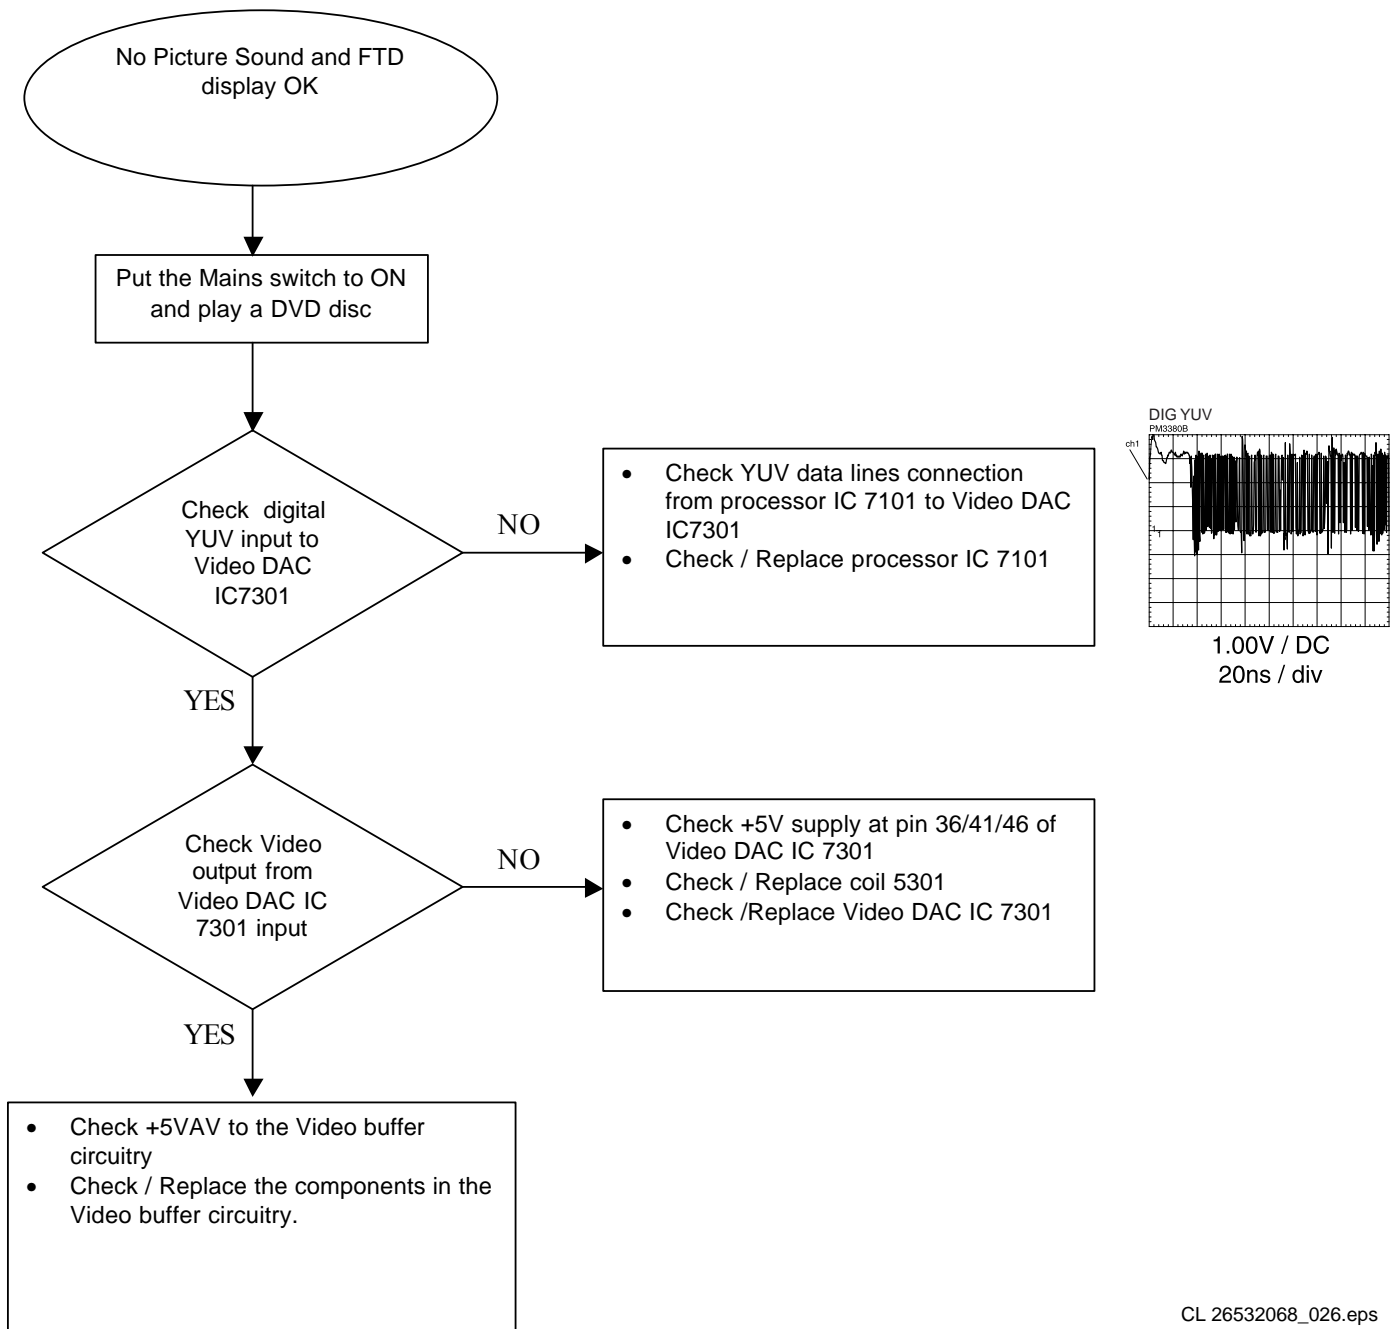 No Picture Sound and FTD
display OK
Put the Mains switch to ON
and play a DVD disc
Check  digital
YUV input to
Video DAC
IC7301
NO
• Check YUV data lines connection
from processor IC 7101 to Video DAC
IC7301
• Check / Replace processor IC 7101
DIG YUV
PM3380B
ch1
1
1.00V / DC
20ns / div
YES
Check Video
output from
Video DAC IC
7301 input
NO
• Check +5V supply at pin 36/41/46 of
Video DAC IC 7301
• Check / Replace coil 5301
• Check /Replace Video DAC IC 7301
YES
• Check +5VAV to the Video buffer
circuitry
• Check / Replace the components in the
Video buffer circuitry.
CL 26532068_026.eps